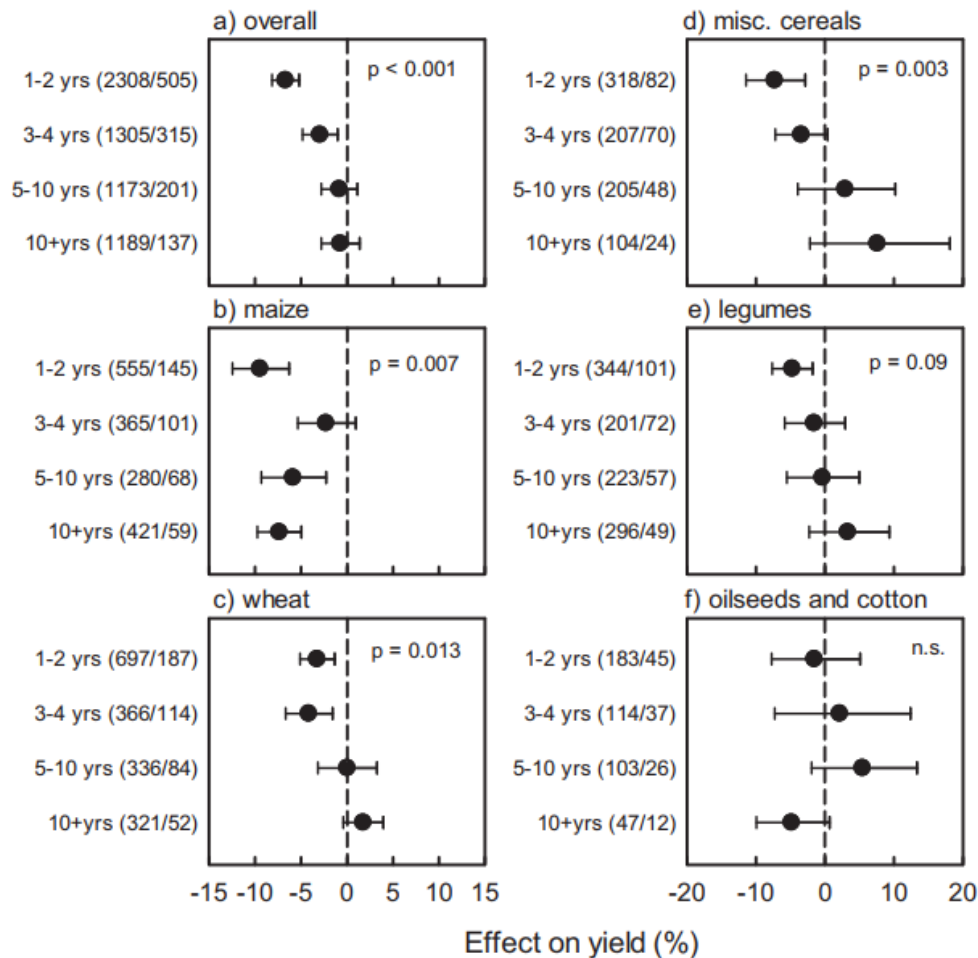 a) overall
p < 0.001
1-2 yrs (2308/505)
3-4 yrs (1305/315)
5-10 yrs (1173/201)
10+yrs (1189/137)
b) maize
p = 0.007
1-2 yrs (555/145)
3-4 yrs (365/101)
5-10 yrs (280/68)
10+yrs (421/59)
c) wheat
p = 0.013
1-2 yrs (697/187)
3-4 yrs (366/114)
5-10 yrs (336/84)
10+yrs (321/52)
-15 -10 -5 0 5 10 15
d) misc. cereals
p = 0.003
1-2 yrs (318/82)
3-4 yrs (207/70)
5-10 yrs (205/48)
10+yrs (104/24)
e) legumes
p = 0.09
1-2 yrs (344/101)
3-4 yrs (201/72)
5-10 yrs (223/57)
10+yrs (296/49)
f) oilseeds and cotton
n.s.
1-2 yrs (183/45)
3-4 yrs (114/37)
5-10 yrs (103/26)
10+yrs (47/12)
-20 -10 0 10 20
Effect on yield (%)